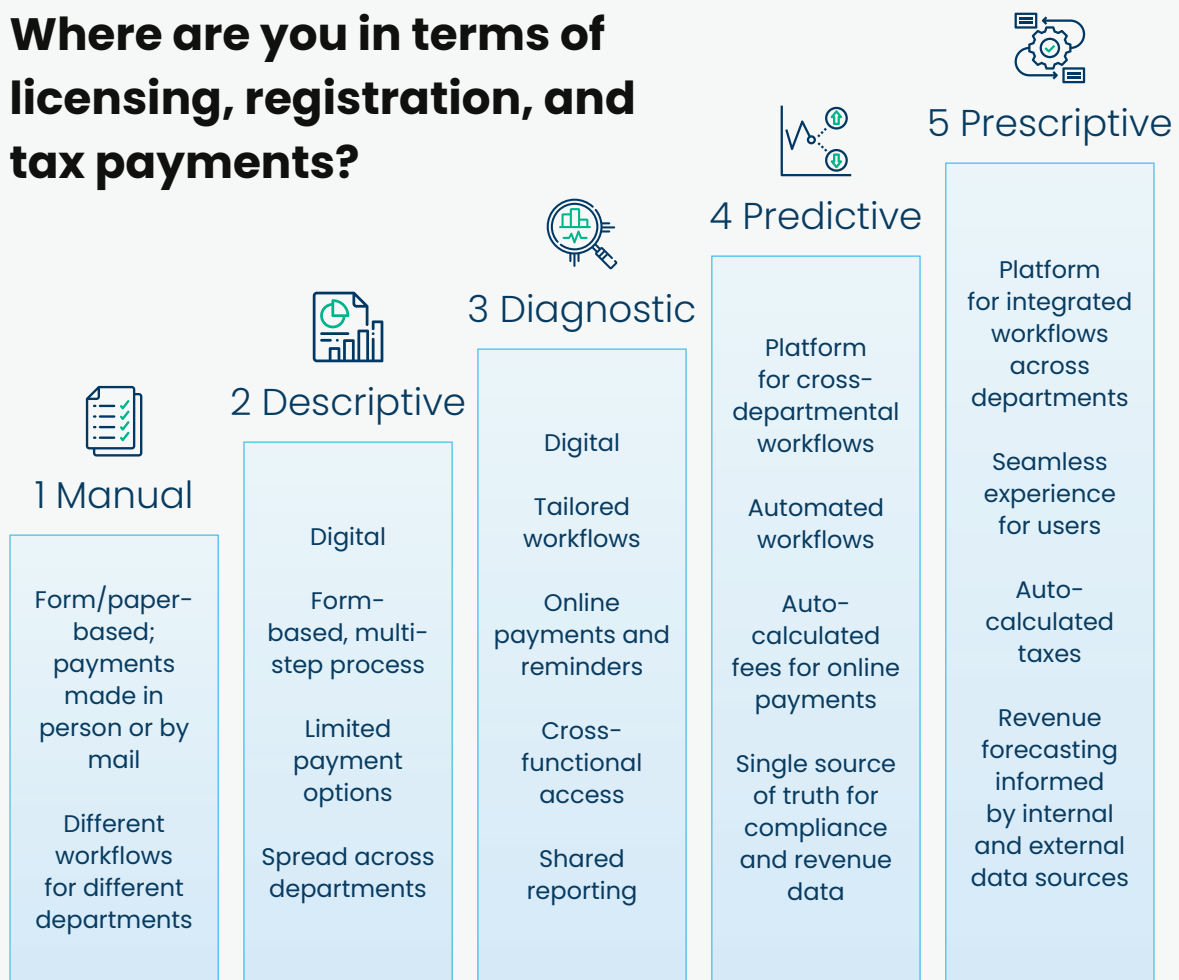 Where are you in terms of
licensing, registration, and
tax payments?
1 Manual
Form/paper-
based;
payments
made in
person or by
mail
Different
workflows
for different
departments
2 Descriptive
Digital
Form-
based, multi-
step process
Limited
payment
options
Spread across
departments
3 Diagnostic
Digital
Tailored
workflows
Online
payments and
reminders
Cross-
functional
access
Shared
reporting
4 Predictive
Platform
for cross-
departmental
workflows
Automated
workflows
Auto-
calculated
fees for online
payments
Single source
of truth for
compliance
and revenue
data
5 Prescriptive
Platform
for integrated
workflows
across
departments
Seamless
experience
for users
Auto-
calculated
taxes
Revenue
forecasting
informed
by internal
and external
data sources